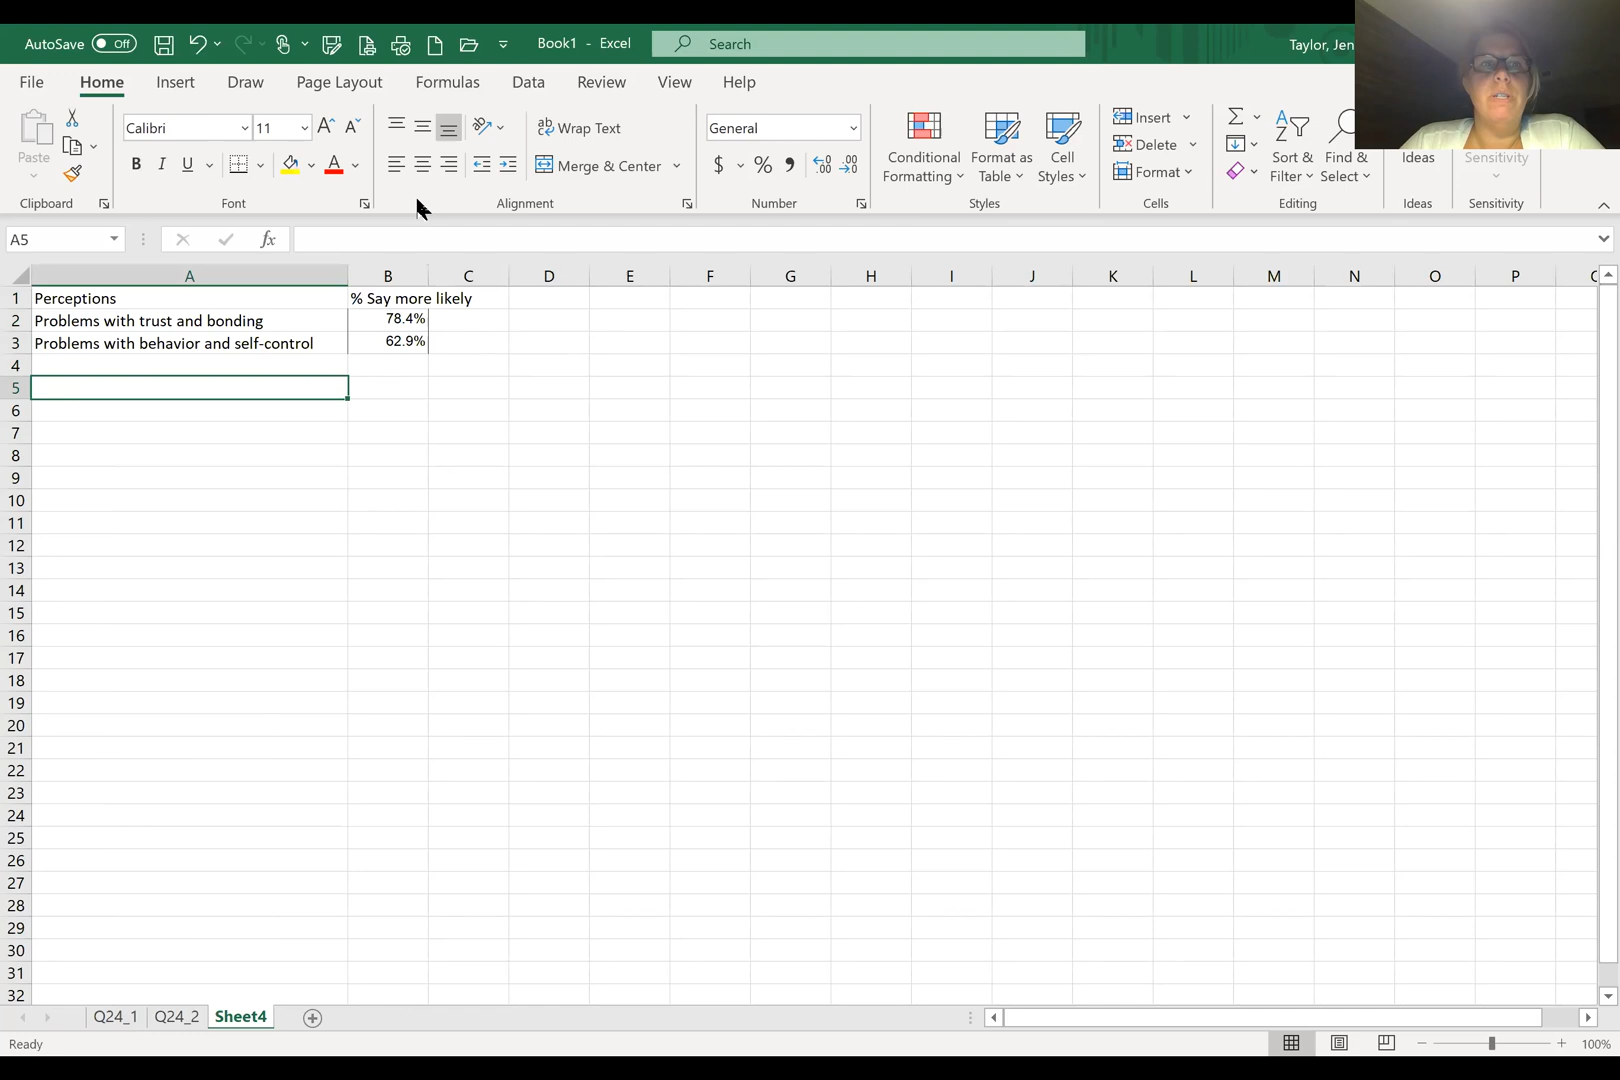 AutoSave Off Book1 - Excel Search Taylor, Jen
File Home Insert Draw Page Layout Formulas Data Review View Help
Paste
Clipboard
Calibri 11
B I U
Font
Wrap Text
Merge & Center
Alignment
General
$ % 9 .00 .00
Number
Conditional Formatting
Format as Table
Cell Styles
Styles
Insert
Delete
Format
Cells
Sort & Filter
Find & Select
Editing
Ideas
Ideas
Sensitivity
Sensitivity
A5 fx
A B C D E F G H I J K L M N O P
1 Perceptions % Say more likely
2 Problems with trust and bonding 78.4%
3 Problems with behavior and self-control 62.9%
4
5
6
7
8
9
10
11
12
13
14
15
16
17
18
19
20
21
22
23
24
25
26
27
28
29
30
31
32
Q24_1 Q24_2 Sheet4
Ready 100%